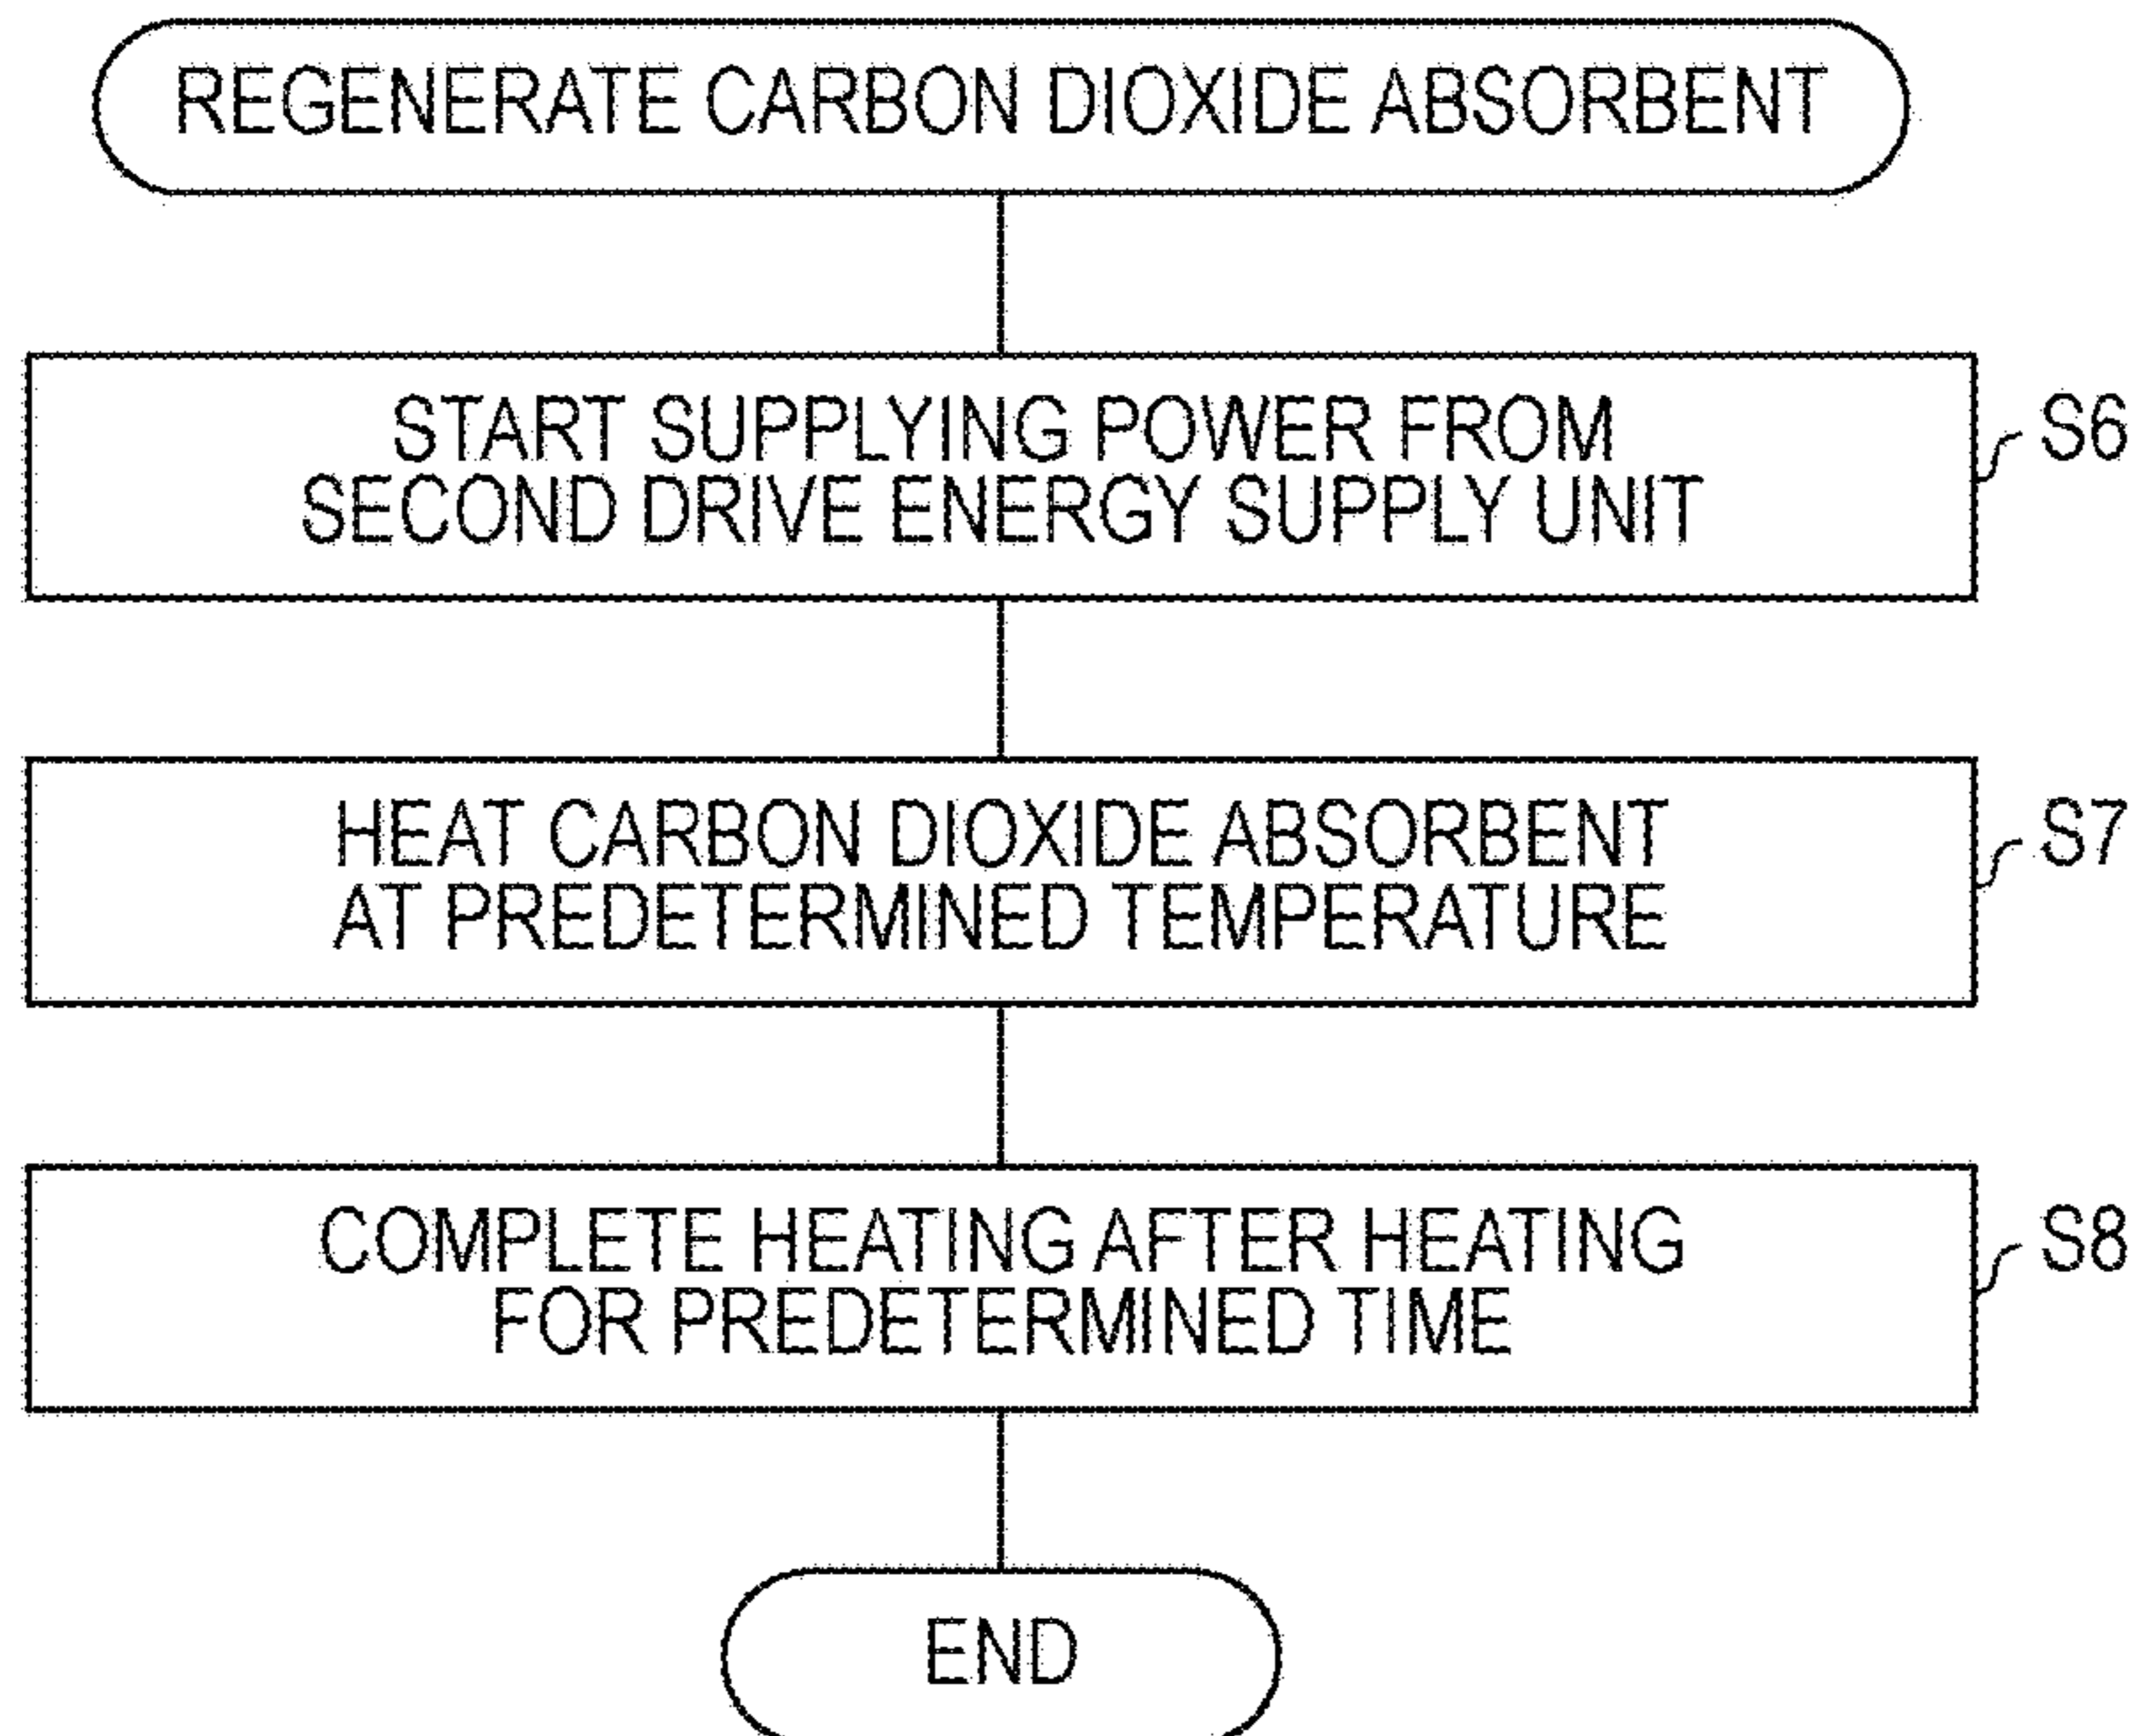 REGENERATE CARBON DIOXIDE ABSORBENT
START SUPPLYING POWER FROM
SECOND DRIVE ENERGY SUPPLY UNIT
S6
HEAT CARBON DIOXIDE ABSORBENT
AT PREDETERMINED TEMPERATURE
S7
COMPLETE HEATING AFTER HEATING
FOR PREDETERMINED TIME
S8
END